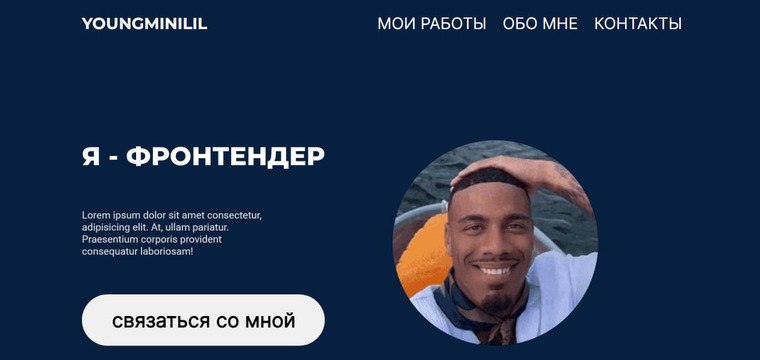 YOUNGMINILIL
МОИ РАБОТЫ ОБО МНЕ КОНТАКТЫ
Я - ФРОНТЕНДЕР
Lorem ipsum dolor sit amet consectetur,
adipisicing elit. At, ullam pariatur.
Praesentium corporis provident
consequatur laboriosam!
связаться со мной